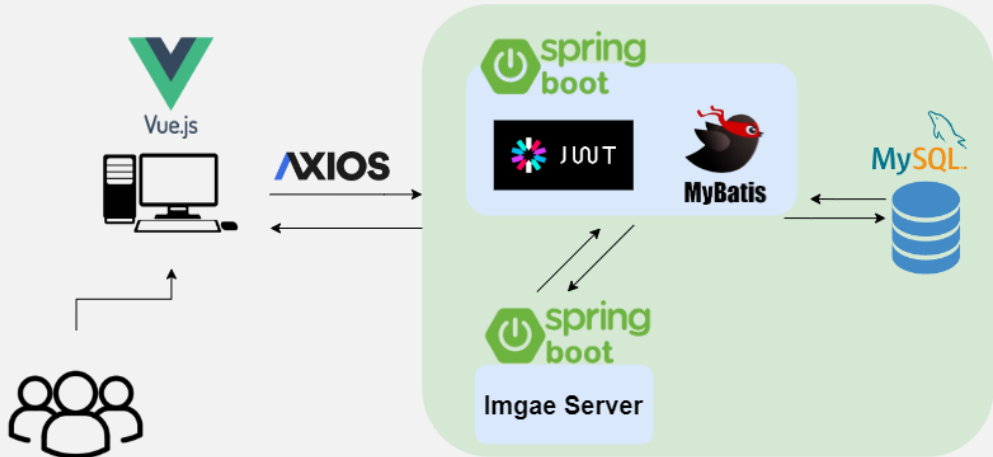 Vue.js
AXIOS
spring
boot
JWT
MyBatis
MySQL
spring
boot
Imgae Server